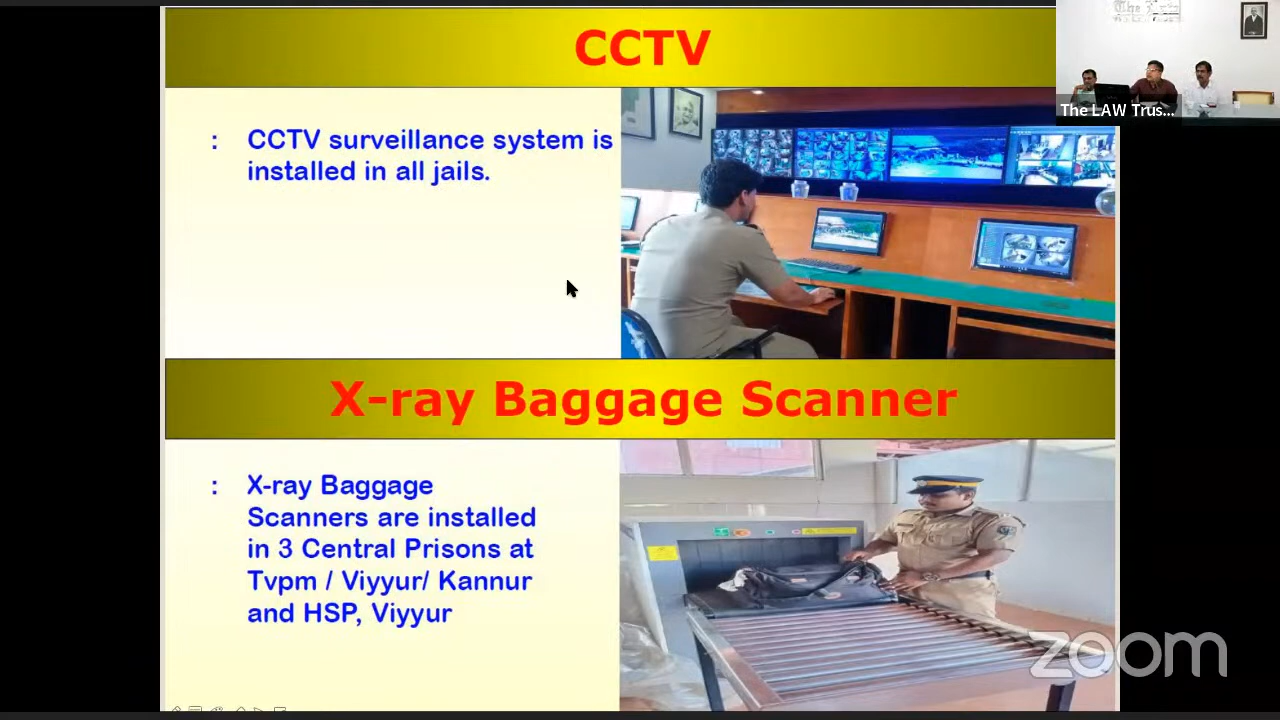 CCTV
The LAW Trus...
: CCTV surveillance system is
installed in all jails.
X-ray Baggage Scanner
: X-ray Baggage
Scanners are installed
in 3 Central Prisons at
Tvpm / Viyyur/ Kannur
and HSP, Viyyur
zoom